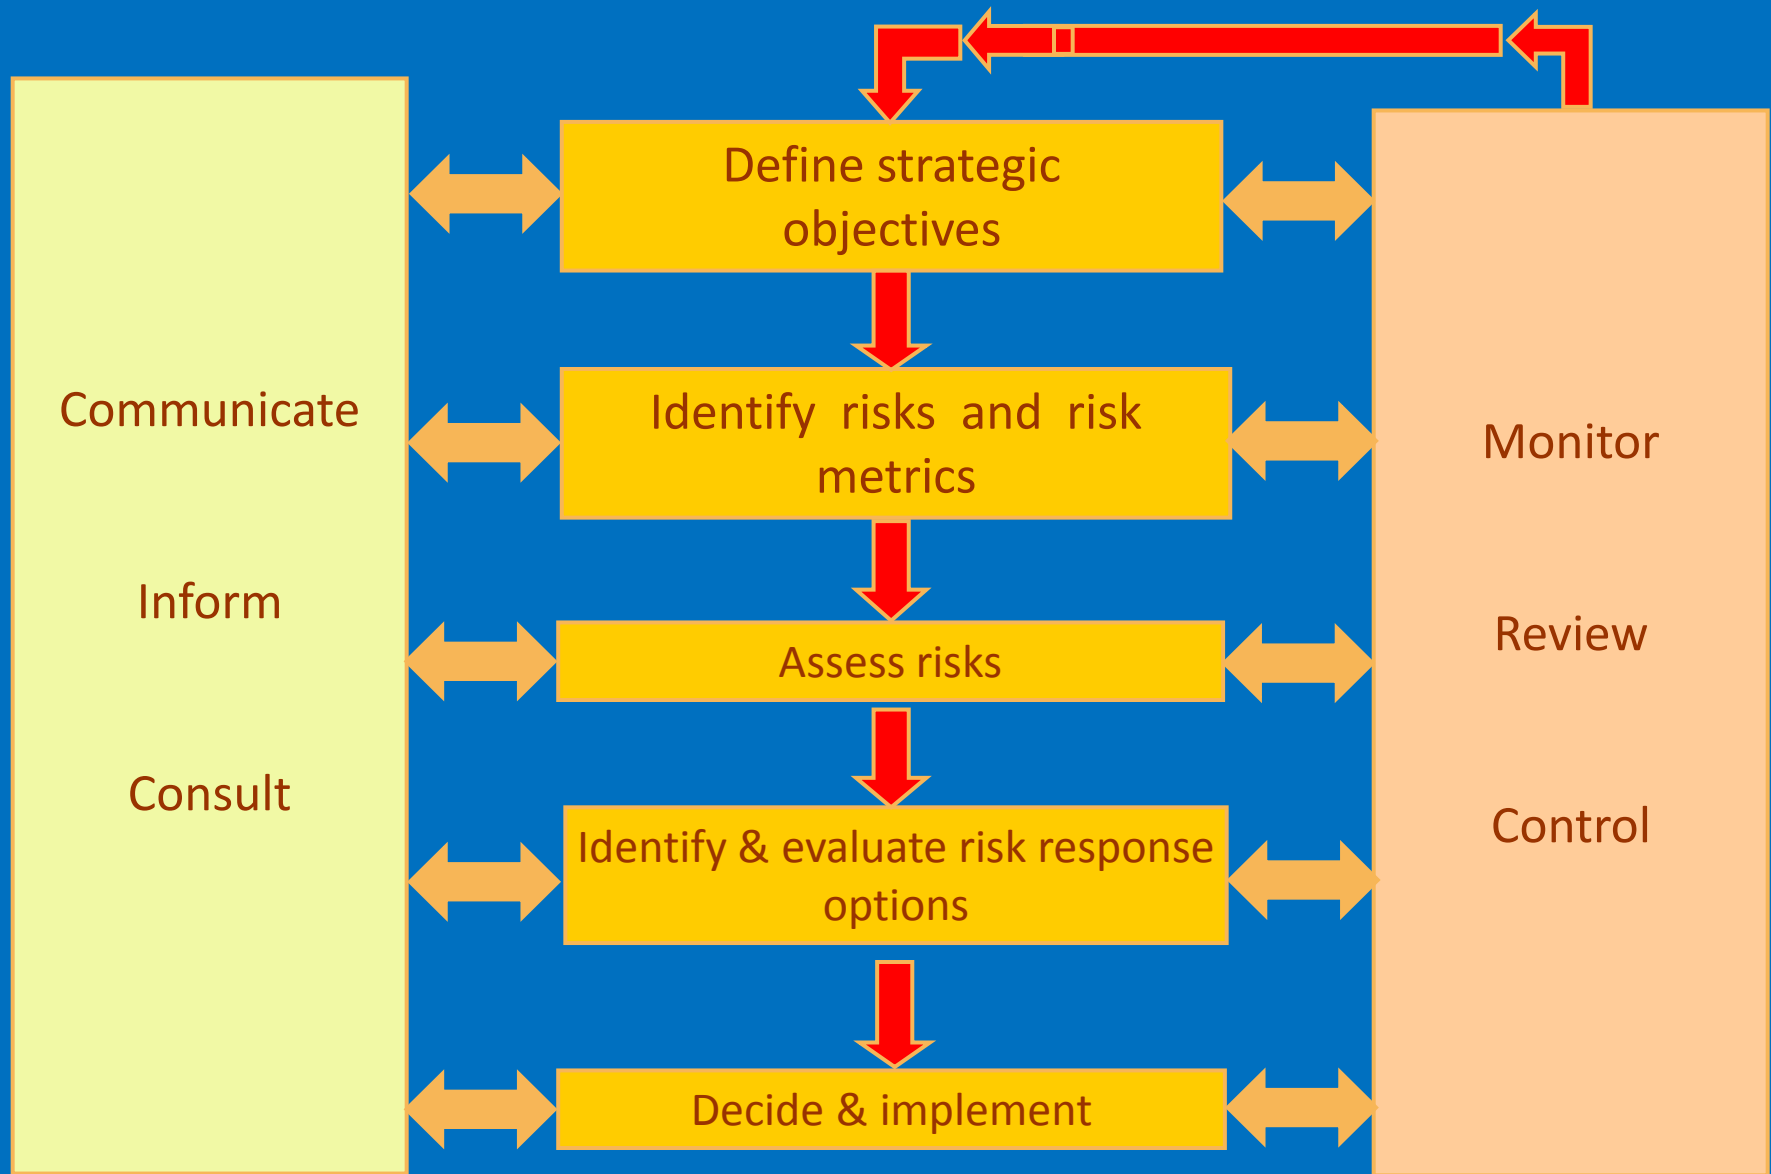 Define strategic
objectives
Communicate
Inform
Consult
Identify risks and risk
metrics
Assess risks
Identify & evaluate risk response
options
Decide & implement
Monitor
Review
Control